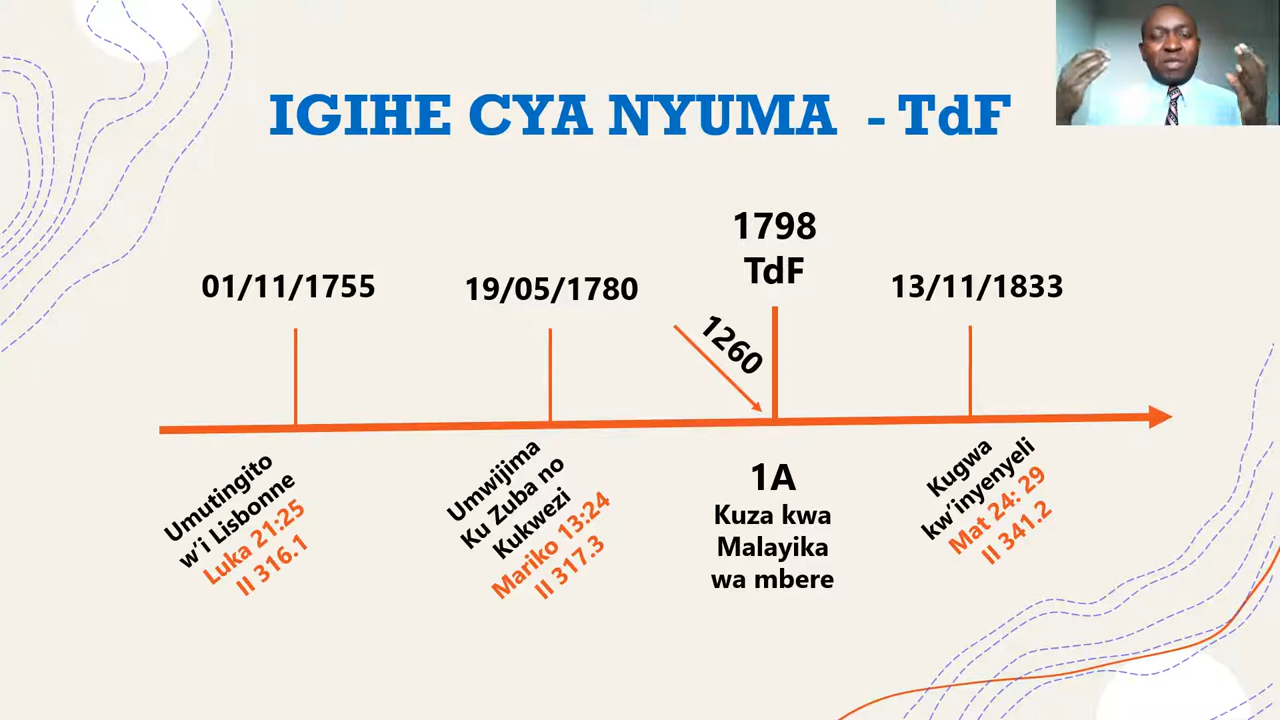 IGIHE CYA NYUMA - TdF
01/11/1755
19/05/1780
1798
TdF
13/11/1833
1260
Umutingito
w’i Lisbonne
Luka 21:25
II 316.1
Umwijima
Ku Zuba no
Kukwezi
Mariko 13:24
II 317.3
1A
Kuza kwa
Malayika
wa mbere
Kugwa
kw’inyenyeli
Mat 24: 29
II 341.2